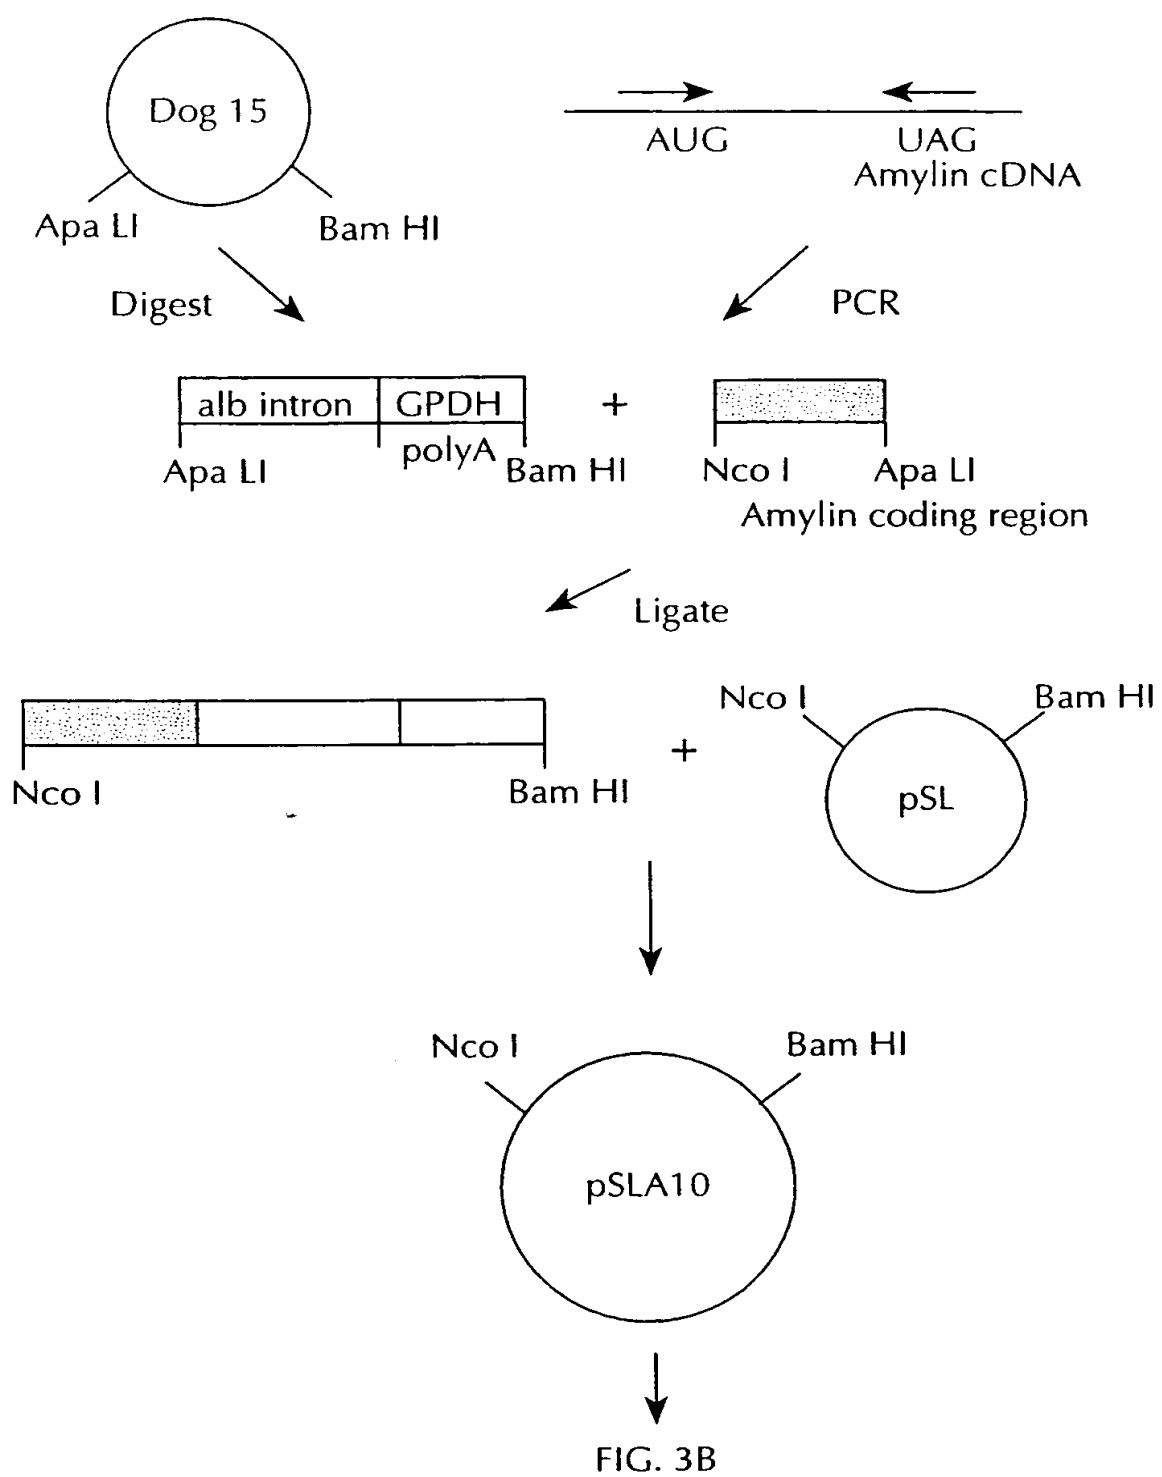 Dog 15
AUG
UAG
Amylin cDNA
Apa LI
Bam HI
Digest
PCR
alb intron
GPDH
+
polyA
Apa LI
Bam HI
Nco I
Apa LI
Amylin coding region
Ligate
Nco I
Bam HI
+
pSL
Nco I
Bam HI
Nco I
Bam HI
pSLA10
FIG. 3B